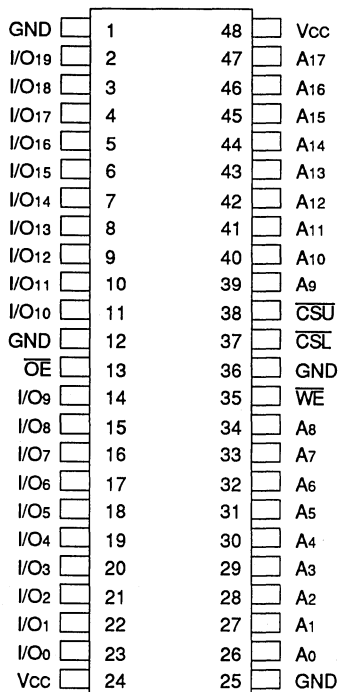 GND 1 48 Vcc
I/O19 2 47 A17
I/O18 3 46 A16
I/O17 4 45 A15
I/O16 5 44 A14
I/O15 6 43 A13
I/O14 7 42 A12
I/O13 8 41 A11
I/O12 9 40 A10
I/O11 10 39 A9
I/O10 11 38 C̅S̅U̅
GND 12 37 C̅S̅L̅
O̅E̅ 13 36 GND
I/O9 14 35 W̅E̅
I/O8 15 34 A8
I/O7 16 33 A7
I/O6 17 32 A6
I/O5 18 31 A5
I/O4 19 30 A4
I/O3 20 29 A3
I/O2 21 28 A2
I/O1 22 27 A1
I/O0 23 26 A0
Vcc 24 25 GND